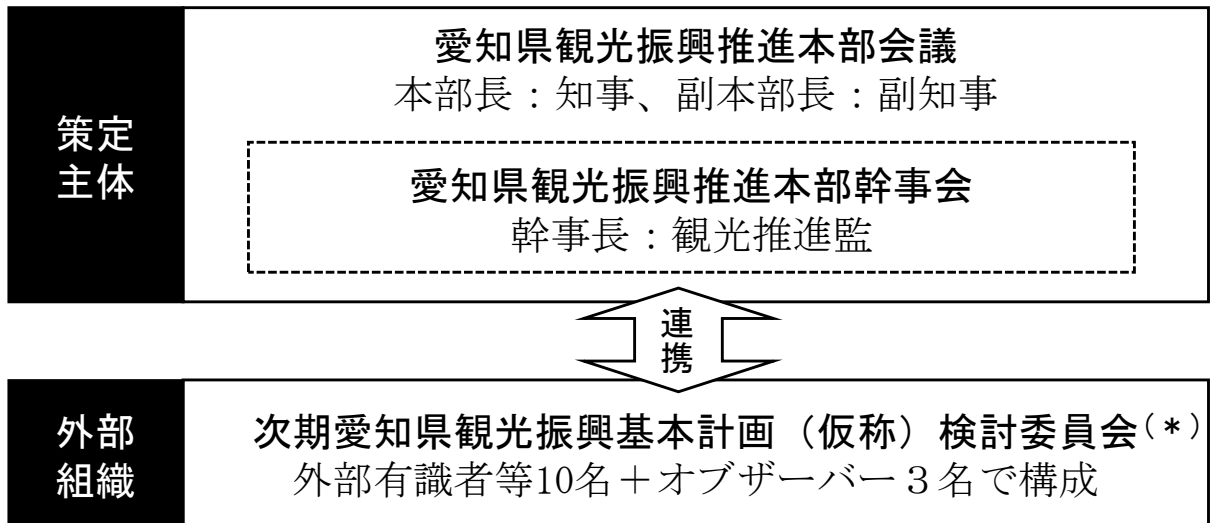 策定
主体
愛知県観光振興推進本部会議
本部長：知事、副本部長：副知事
愛知県観光振興推進本部幹事会
幹事長：観光推進監
連
携
外部
組織
次期愛知県観光振興基本計画（仮称）検討委員会(*)
外部有識者等10名＋オブザーバー３名で構成